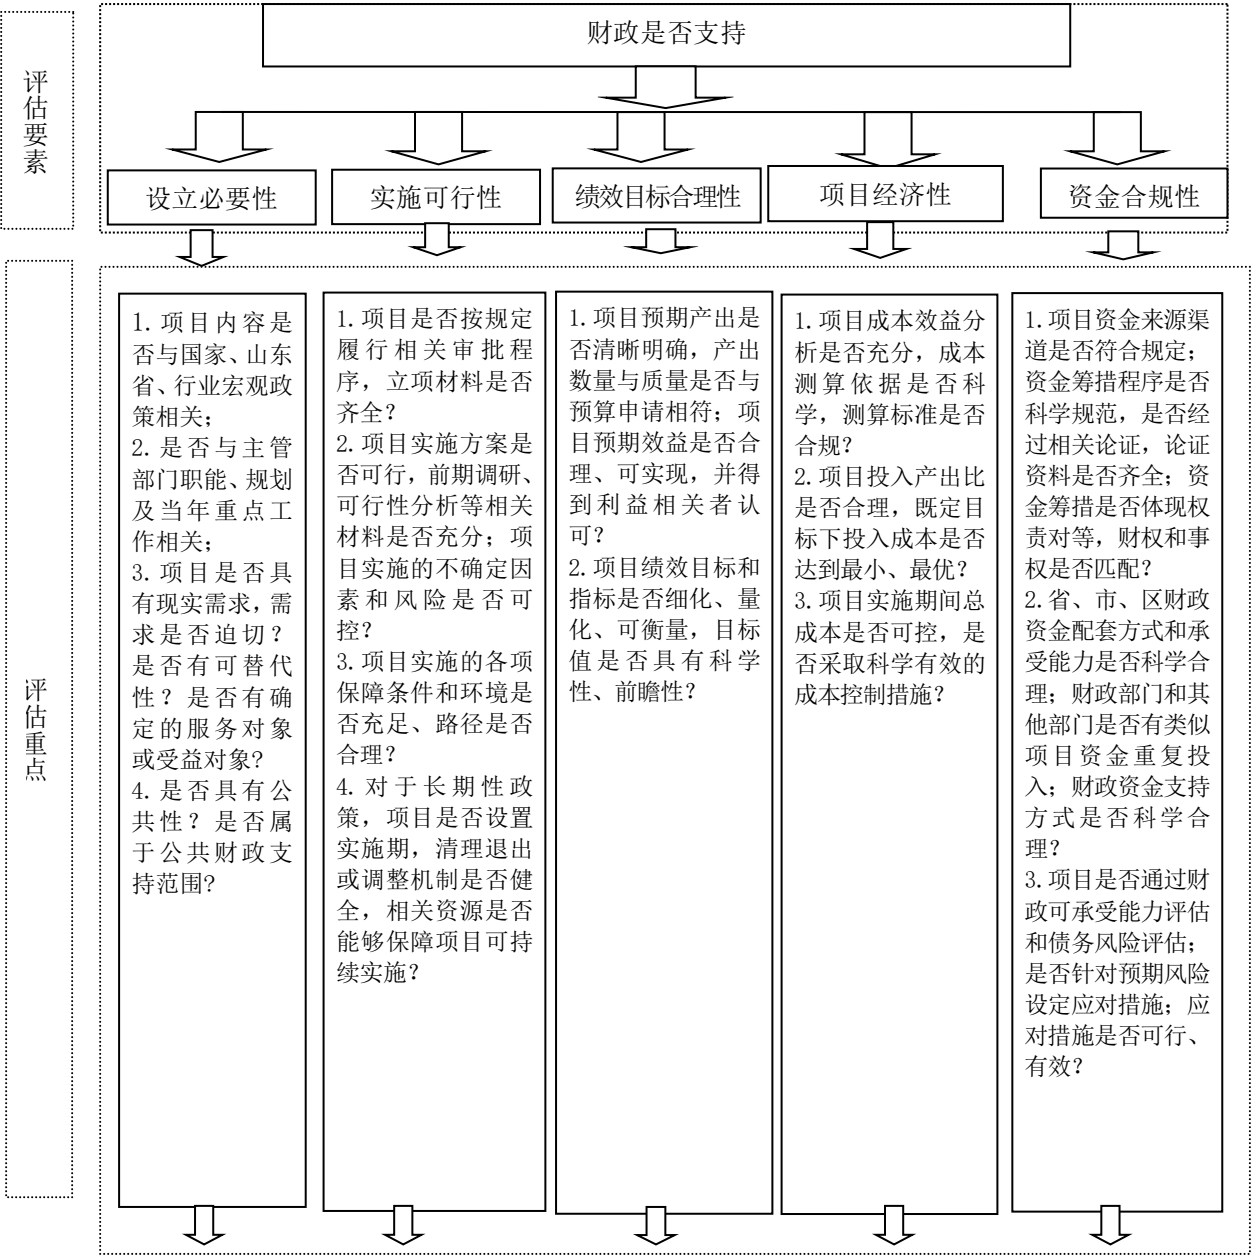 评估要素
财政是否支持
设立必要性
实施可行性
绩效目标合理性
项目经济性
资金合规性
评估重点
1.项目内容是
否与国家、山东
省、行业宏观政
策相关；
2.是否与主管
部门职能、规划
及当年重点工
作相关；
3.项目是否具
有现实需求，需
求是否迫切？
是否有可替代
性？是否有确
定的服务对象
或受益对象?
4.是否具有公
共性？是否属
于公共财政支
持范围?
1.项目是否按规定
履行相关审批程
序，立项材料是否
齐全？
2.项目实施方案是
否可行，前期调研、
可行性分析等相关
材料是否充分；项
目实施的不确定因
素和风险是否可
控？
3.项目实施的各项
保障条件和环境是
否充足、路径是否
合理？
4.对于长期性政
策，项目是否设置
实施期，清理退出
或调整机制是否健
全，相关资源是否
能够保障项目可持
续实施？
1.项目预期产出是
否清晰明确，产出
数量与质量是否与
预算申请相符；项
目预期效益是否合
理、可实现，并得
到利益相关者认
可？
2.项目绩效目标和
指标是否细化、量
化、可衡量，目标
值是否具有科学
性、前瞻性？
1.项目成本效益分
析是否充分，成本
测算依据是否科
学，测算标准是否
合规？
2.项目投入产出比
是否合理，既定目
标下投入成本是否
达到最小、最优？
3.项目实施期间总
成本是否可控，是
否采取科学有效的
成本控制措施？
1.项目资金来源渠
道是否符合规定；
资金筹措程序是否
科学规范，是否经
过相关论证，论证
资料是否齐全；资
金筹措是否体现权
责对等，财权和事
权是否匹配？
2.省、市、区财政
资金配套方式和承
受能力是否科学合
理；财政部门和其
他部门是否有类似
项目资金重复投
入；财政资金支持
方式是否科学合
理？
3.项目是否通过财
政可承受能力评估
和债务风险评估；
是否针对预期风险
设定应对措施；应
对措施是否可行、
有效？